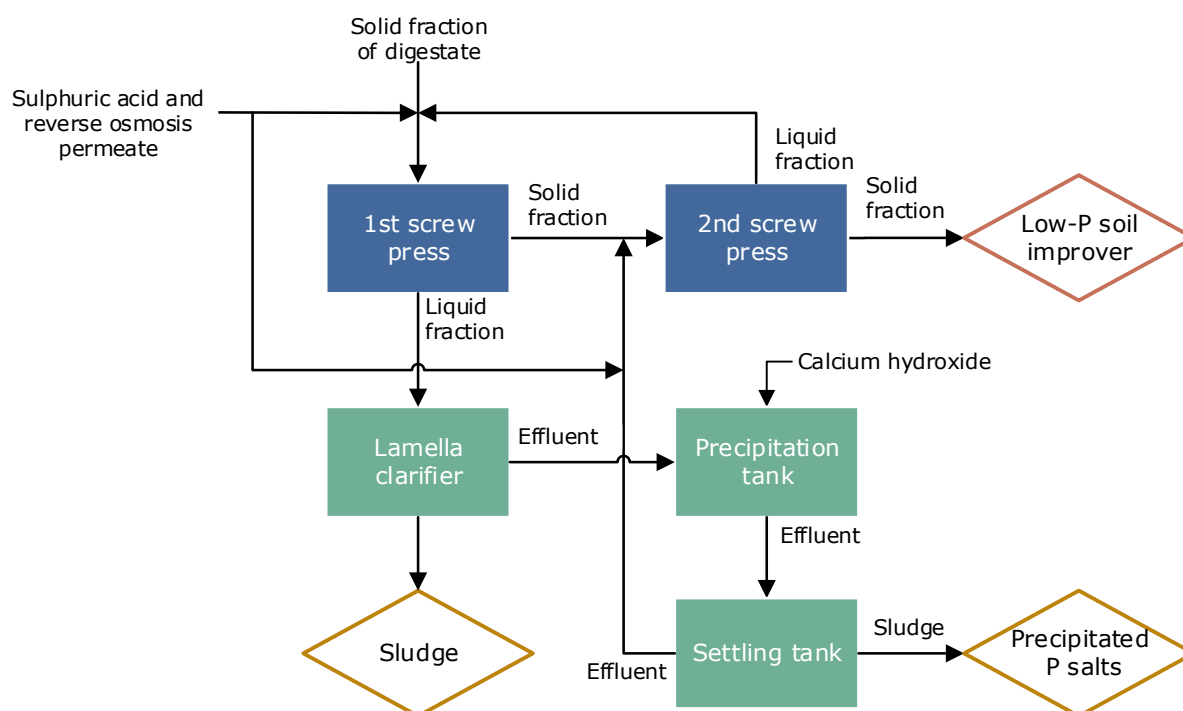 Solid fraction
of digestate
Sulphuric acid and
reverse osmosis
permeate
Liquid
fraction
1st screw
press
Solid
fraction
2nd screw
press
Solid
fraction
Low-P soil
improver
Liquid
fraction
Calcium hydroxide
Lamella
clarifier
Effluent
Precipitation
tank
Effluent
Sludge
Effluent
Settling tank
Sludge
Precipitated
P salts